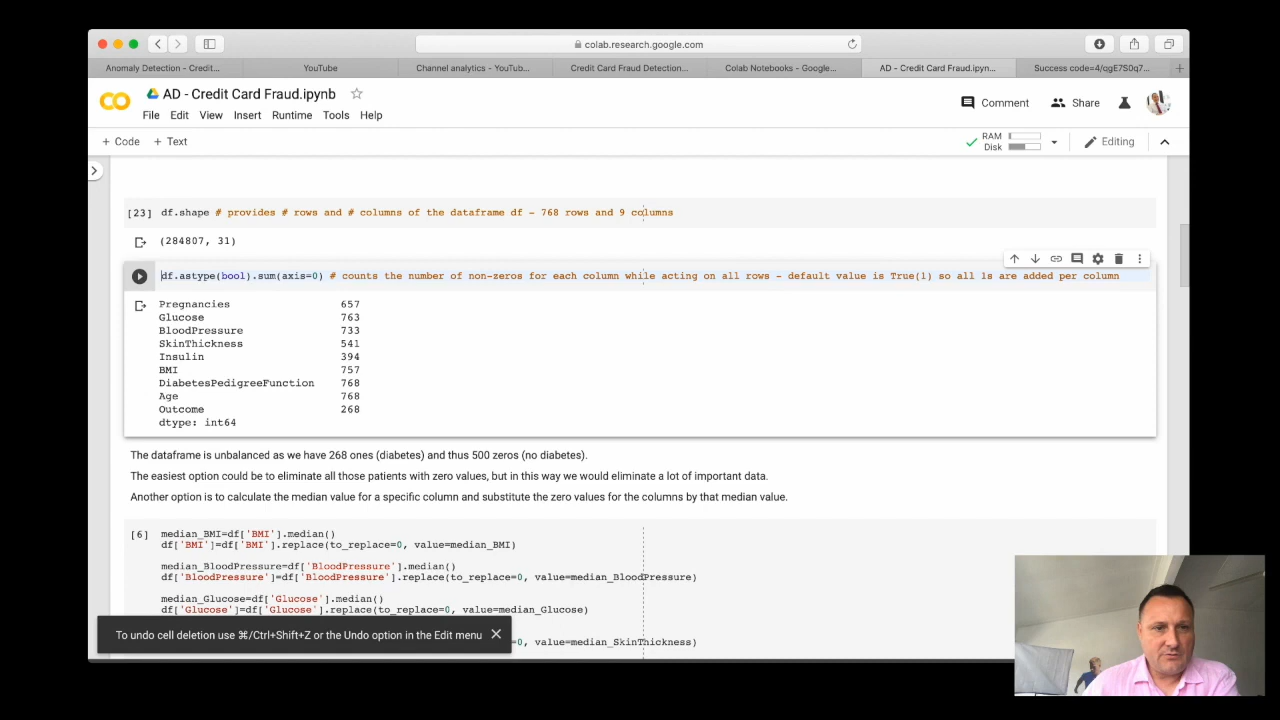 colab.research.google.com
Anomaly Detection - Credit...
YouTube
Channel analytics - YouTub...
Credit Card Fraud Detection...
Colab Notebooks - Google...
AD - Credit Card Fraud.ipyn...
Success code=4/qgE7S0q7...
AD - Credit Card Fraud.ipynb
Comment
Share
File Edit View Insert Runtime Tools Help
+ Code + Text
RAM
Disk
Editing
[23] df.shape # provides # rows and # columns of the dataframe df - 768 rows and 9 columns
(284807, 31)
df.astype(bool).sum(axis=0) # counts the number of non-zeros for each column while acting on all rows - default value is True(1) so all 1s are added per column
Pregnancies 657
Glucose 763
BloodPressure 733
SkinThickness 541
Insulin 394
BMI 757
DiabetesPedigreeFunction 768
Age 768
Outcome 268
dtype: int64
The dataframe is unbalanced as we have 268 ones (diabetes) and thus 500 zeros (no diabetes).
The easiest option could be to eliminate all those patients with zero values, but in this way we would eliminate a lot of important data.
Another option is to calculate the median value for a specific column and substitute the zero values for the columns by that median value.
[6] median_BMI=df['BMI'].median()
df['BMI']=df['BMI'].replace(to_replace=0, value=median_BMI)
median_BloodPressure=df['BloodPressure'].median()
df['BloodPressure']=df['BloodPressure'].replace(to_replace=0, value=median_BloodPressure)
median_Glucose=df['Glucose'].median()
df['Glucose']=df['Glucose'].replace(to_replace=0, value=median_Glucose)
To undo cell deletion use ⌘/Ctrl+Shift+Z or the Undo option in the Edit menu
=0, value=median_SkinThickness)